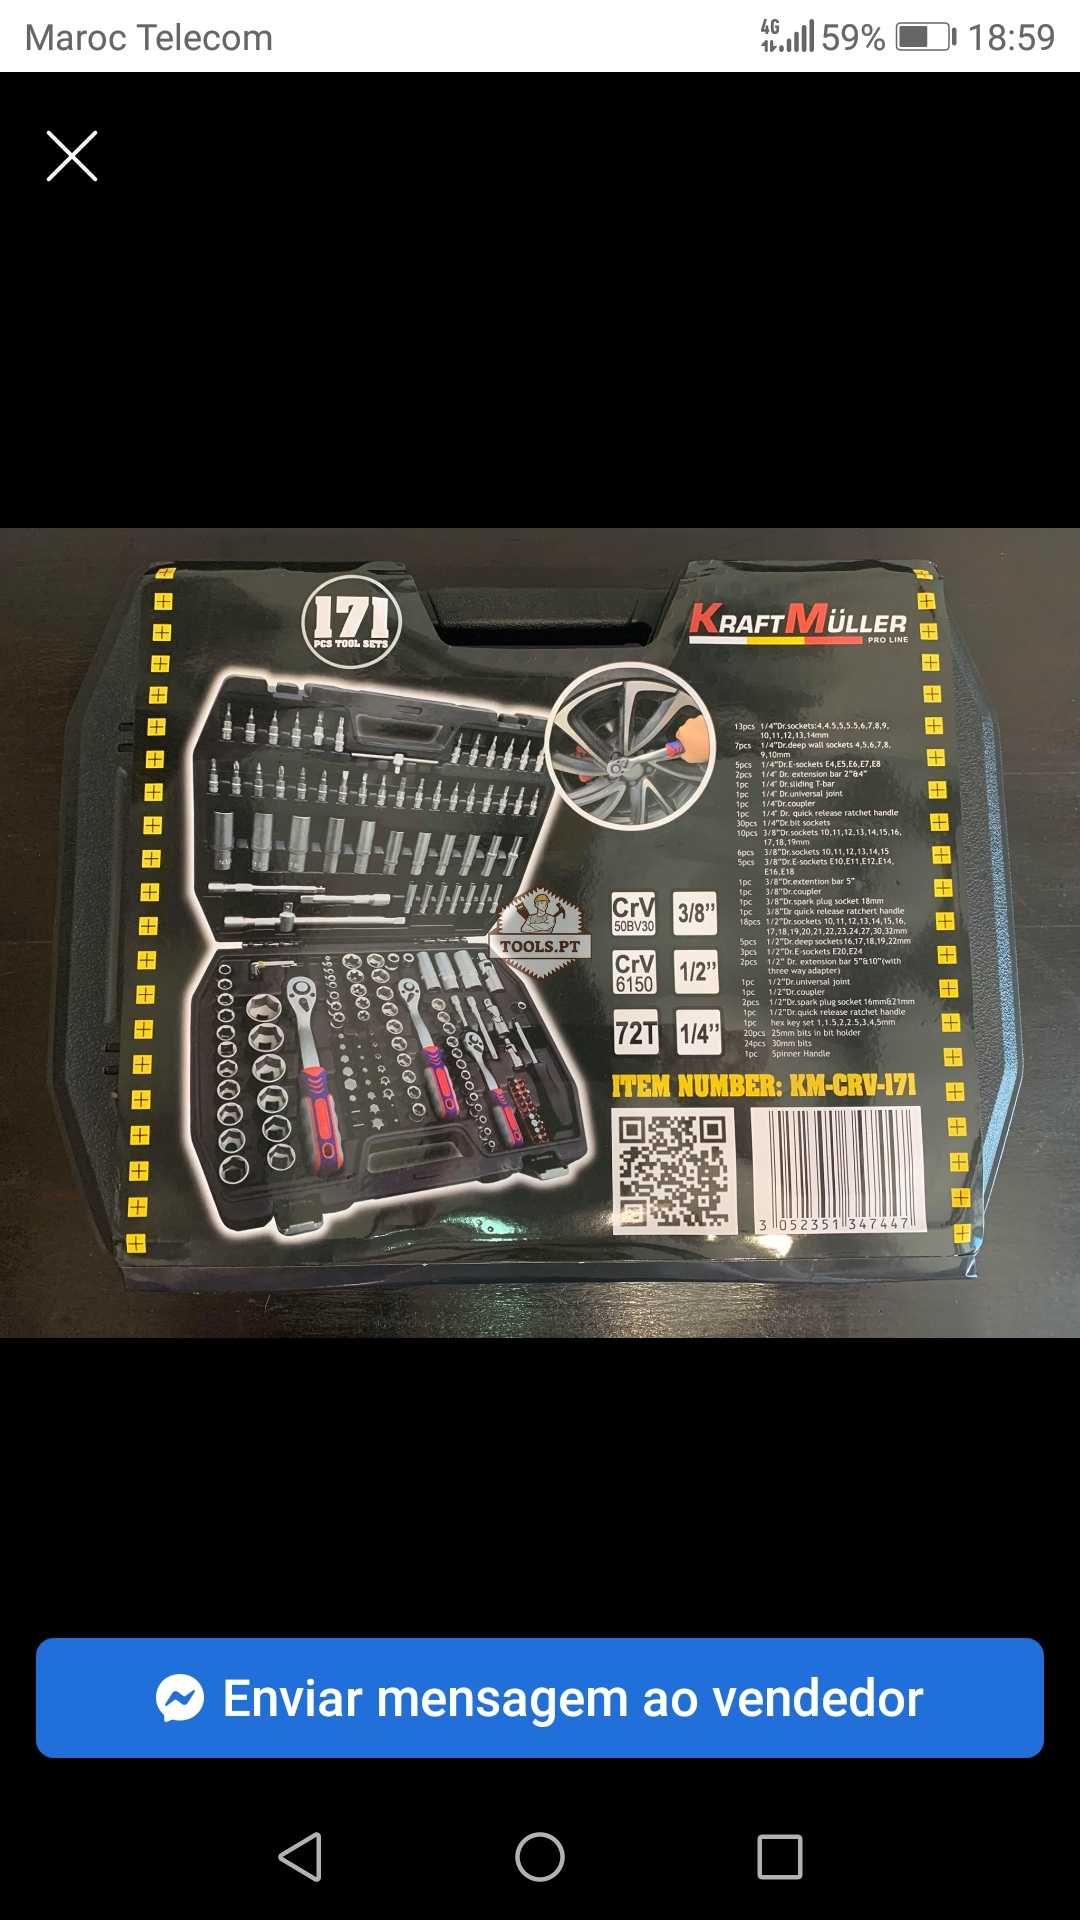 Maroc Telecom
4G
59%
18:59
171
PCS TOOL SETS
KRAFTMÜLLER
PRO LINE
13pcs 1/4"Dr.sockets:4,4.5,5,5.5,6,7,8,9,
10,11,12,13,14mm
7pcs 1/4"Dr.deep wall sockets 4,5,6,7,8,
9,10mm
5pcs 1/4"Dr.E-sockets E4,E5,E6,E7,E8
2pcs 1/4" Dr. extension bar 2"&4"
1pc 1/4" Dr.sliding T-bar
1pc 1/4" Dr.universal joint
1pc 1/4"Dr.coupler
1pc 1/4" Dr. quick release ratchet handle
30pcs 1/4"Dr.bit sockets
10pcs 3/8"Dr.sockets 10,11,12,13,14,15,16,
17,18,19mm
6pcs 3/8"Dr.sockets 10,11,12,13,14,15
5pcs 3/8"Dr.E-sockets E10,E11,E12,E14,
E16,E18
1pc 3/8"Dr.extention bar 5"
1pc 3/8"Dr.coupler
1pc 3/8"Dr.spark plug socket 18mm
1pc 3/8"Dr quick release ratchert handle
18pcs 1/2"Dr.sockets 10,11,12,13,14,15,16,
17,18,19,20,21,22,23,24,27,30,32mm
5pcs 1/2"Dr.deep sockets16,17,18,19,22mm
3pcs 1/2"Dr.E-sockets E20,E24
2pcs 1/2" Dr. extension bar 5"&10"(with
three way adapter)
1pc 1/2"Dr.universal joint
1pc 1/2"Dr.coupler
2pcs 1/2"Dr.spark plug socket 16mm&21mm
1pc 1/2"Dr.quick release ratchet handle
1pc hex key set 1,1.5,2,2.5,3,4,5mm
20pcs 25mm bits in bit holder
24pcs 30mm bits
1pc Spinner Handle
CrV
50BV30
3/8"
CrV
6150
1/2"
72T
1/4"
TOOLS.PT
ITEM NUMBER: KM-CRV-171
3 052351 347447
Enviar mensagem ao vendedor